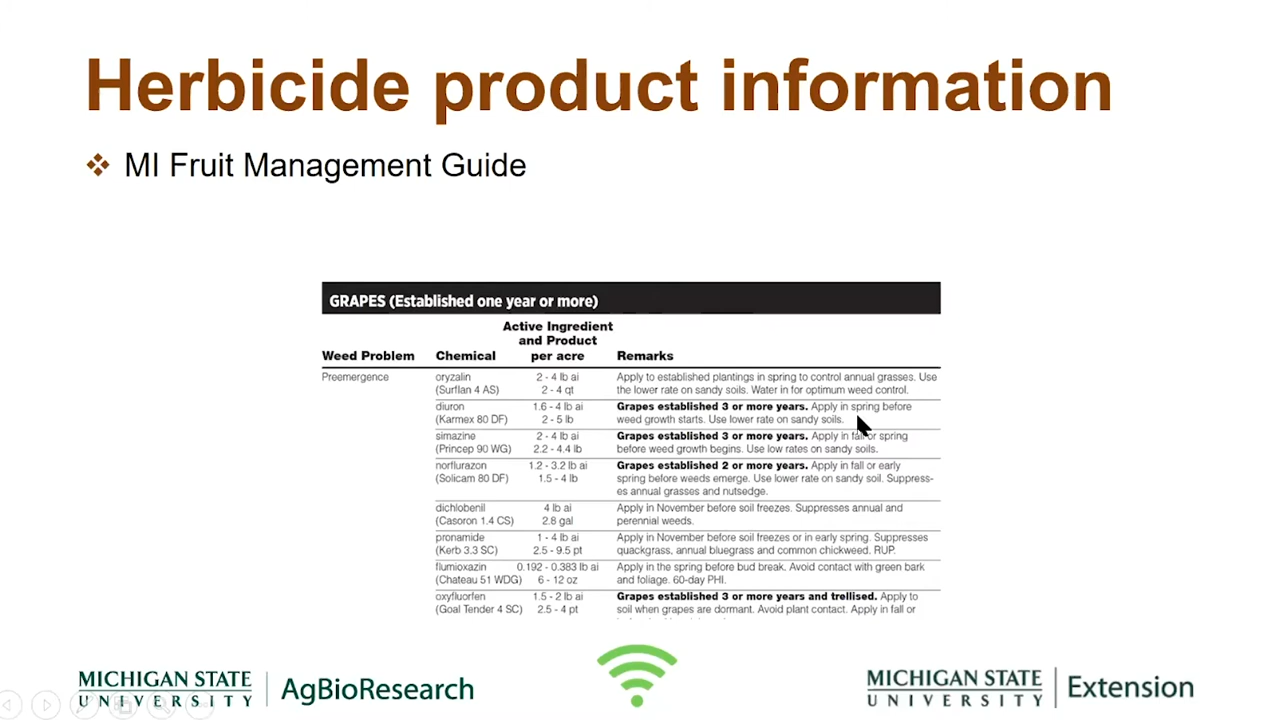 Herbicide product information
MI Fruit Management Guide
GRAPES (Established one year or more)
Active Ingredient
and Product
Weed Problem Chemical per acre Remarks
Preemergence oryzalin 2 - 4 lb ai Apply to established plantings in spring to control annual grasses. Use
(Surflan 4 AS) 2 - 4 qt the lower rate on sandy soils. Water in for optimum weed control.
diuron 1.6 - 4 lb ai Grapes established 3 or more years. Apply in spring before
(Karmex 80 DF) 2 - 5 lb weed growth starts. Use lower rate on sandy soils.
simazine 2 - 4 lb ai Grapes established 3 or more years. Apply in fall or spring
(Princep 90 WG) 2.2 - 4.4 lb before weed growth begins. Use low rates on sandy soils.
norflurazon 1.2 - 3.2 lb ai Grapes established 2 or more years. Apply in fall or early
(Solicam 80 DF) 1.5 - 4 lb spring before weeds emerge. Use lower rate on sandy soil. Suppress-
es annual grasses and nutsedge.
dichlobenil 4 lb ai Apply in November before soil freezes. Suppresses annual and
(Casoron 1.4 CS) 2.8 gal perennial weeds.
pronamide 1 - 4 lb ai Apply in November before soil freezes or in early spring. Suppresses
(Kerb 3.3 SC) 2.5 - 9.5 pt quackgrass, annual bluegrass and common chickweed. RUP.
flumioxazin 0.192 - 0.383 lb ai Apply in the spring before bud break. Avoid contact with green bark
(Chateau 51 WDG) 6 - 12 oz and foliage. 60-day PHI.
oxyfluorfen 1.5 - 2 lb ai Grapes established 3 or more years and trellised. Apply to
(Goal Tender 4 SC) 2.5 - 4 pt soil when grapes are dormant. Avoid plant contact. Apply in fall or
MICHIGAN STATE
UNIVERSITY
AgBioResearch
MICHIGAN STATE
UNIVERSITY
Extension